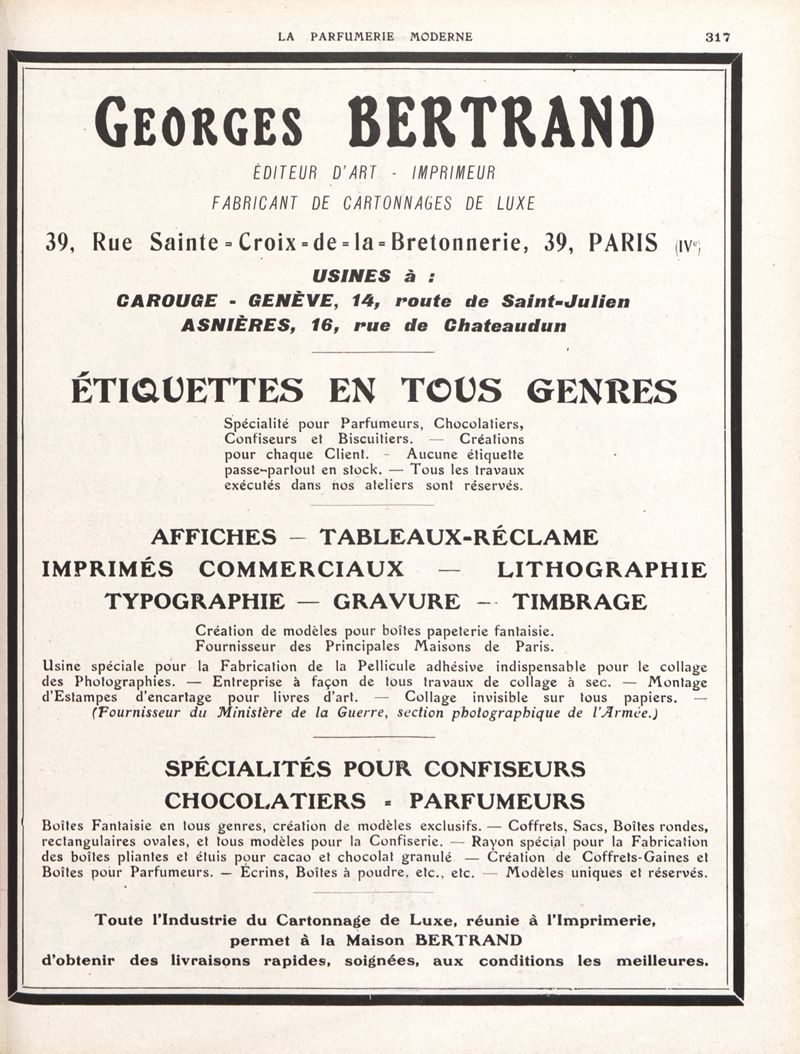 LA PARFUMERIE MODERNE 317
GEORGES BERTRAND
ÉDITEUR D'ART - IMPRIMEUR
FABRICANT DE CARTONNAGES DE LUXE
39, Rue Sainte-Croix-de-la-Bretonnerie, 39, PARIS (IVe)
USINES à :
CAROUGE - GENÈVE, 14, route de Saint-Julien
ASNIÈRES, 16, rue de Chateaudun
ÉTIQUETTES EN TOUS GENRES
Spécialité pour Parfumeurs, Chocolatiers,
Confiseurs et Biscuitiers. — Créations
pour chaque Client. - Aucune étiquette
passe-partout en stock. — Tous les travaux
exécutés dans nos ateliers sont réservés.
AFFICHES — TABLEAUX-RÉCLAME
IMPRIMÉS COMMERCIAUX — LITHOGRAPHIE
TYPOGRAPHIE — GRAVURE — TIMBRAGE
Création de modèles pour boîtes papeterie fantaisie.
Fournisseur des Principales Maisons de Paris.
Usine spéciale pour la Fabrication de la Pellicule adhésive indispensable pour le collage
des Photographies. — Entreprise à façon de tous travaux de collage à sec. — Montage
d'Estampes d'encartage pour livres d'art. — Collage invisible sur tous papiers. —
(Fournisseur du Ministère de la Guerre, section photographique de l'Armée.)
SPÉCIALITÉS POUR CONFISEURS
CHOCOLATIERS - PARFUMEURS
Boîtes Fantaisie en tous genres, création de modèles exclusifs. — Coffrets, Sacs, Boîtes rondes,
rectangulaires ovales, et tous modèles pour la Confiserie. — Rayon spécial pour la Fabrication
des boîtes pliantes et étuis pour cacao et chocolat granulé — Création de Coffrets-Gaines et
Boîtes pour Parfumeurs. — Écrins, Boîtes à poudre, etc., etc. — Modèles uniques et réservés.
Toute l'Industrie du Cartonnage de Luxe, réunie à l'Imprimerie,
permet à la Maison BERTRAND
d'obtenir des livraisons rapides, soignées, aux conditions les meilleures.